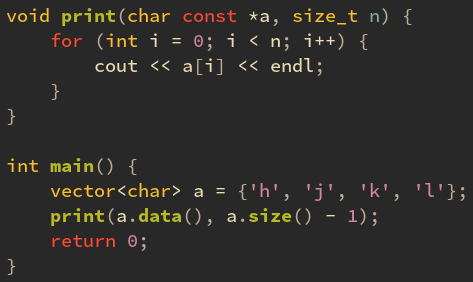 void print(char const *a, size_t n) {
    for (int i = 0; i < n; i++) {
        cout << a[i] << endl;
    }
}

int main() {
    vector<char> a = {'h', 'j', 'k', 'l'};
    print(a.data(), a.size() - 1);
    return 0;
}